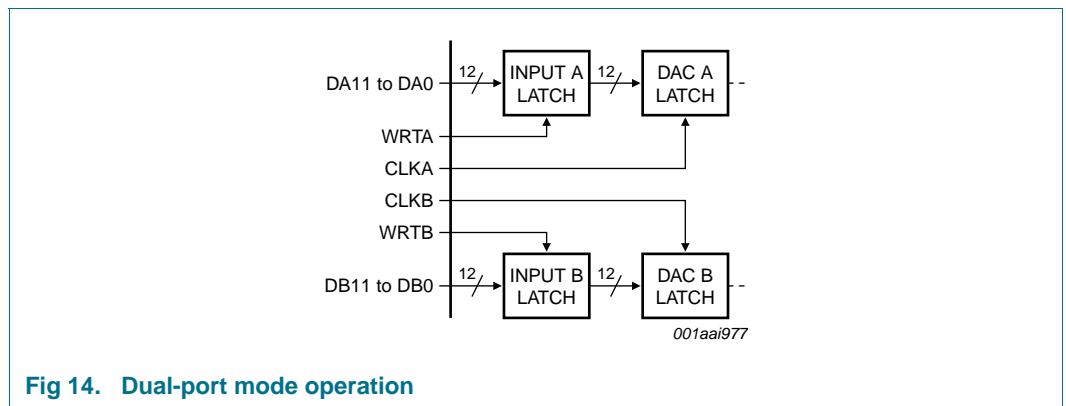 DA11 to DA0 12 INPUT A LATCH 12 DAC A LATCH
WRTA
CLKA
CLKB
WRTB
DB11 to DB0 12 INPUT B LATCH 12 DAC B LATCH
001aai977
Fig 14. Dual-port mode operation